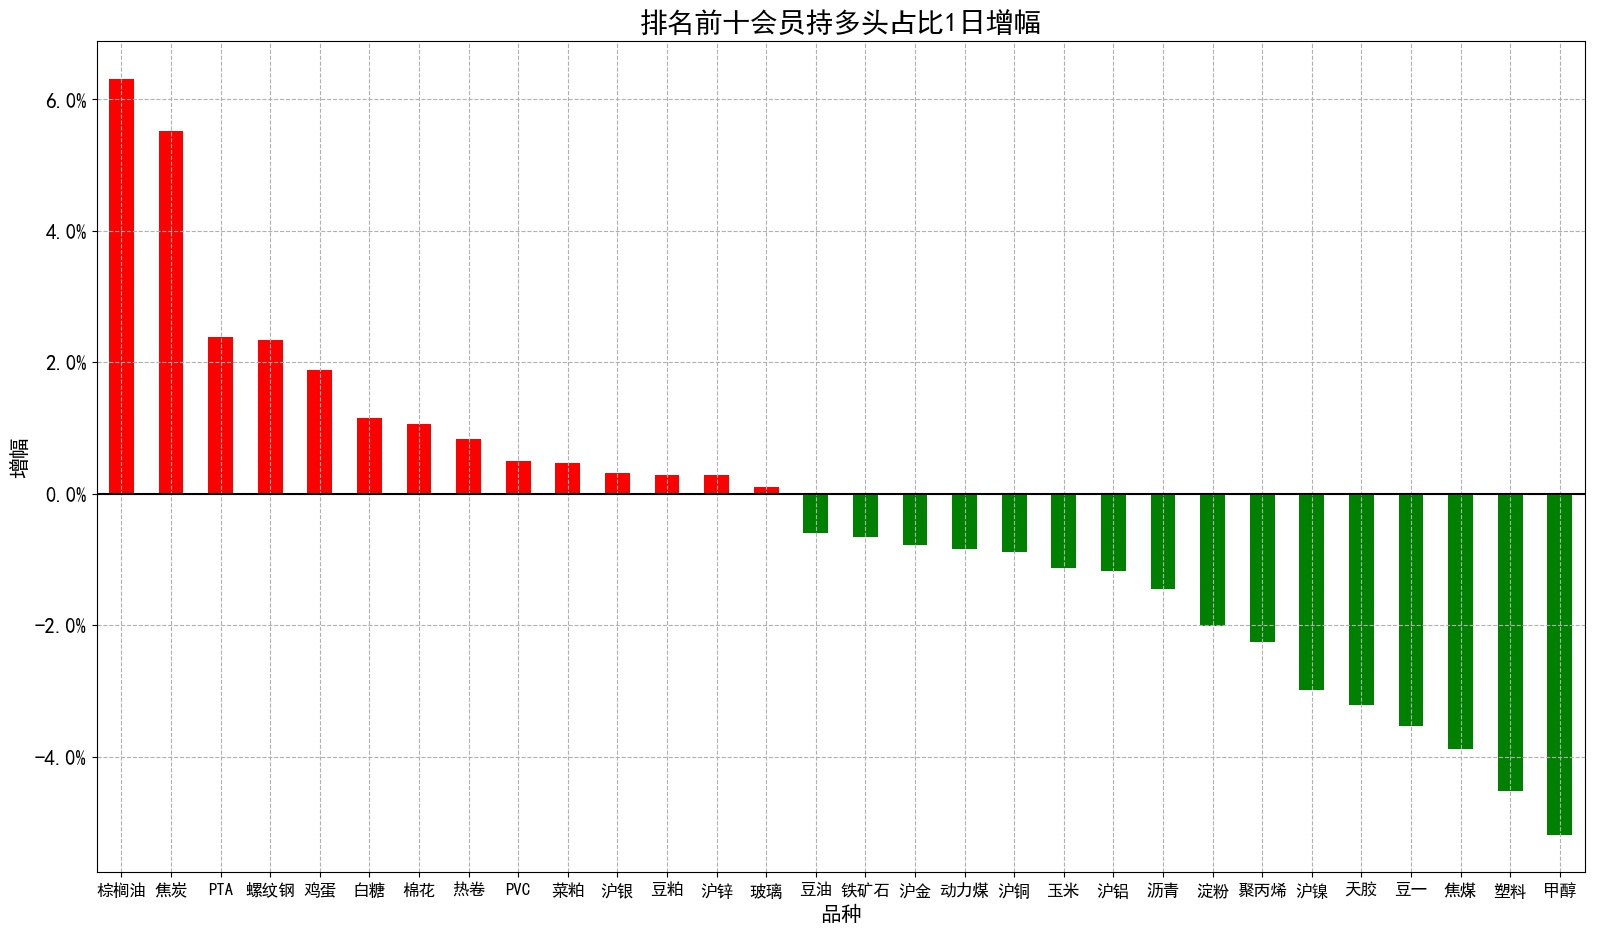 排名前十会员持多头占比1日增幅
增幅
6.0%
4.0%
2.0%
0.0%
−2.0%
−4.0%
棕榈油 焦炭 PTA 螺纹钢 鸡蛋 白糖 棉花 热卷 PVC 菜粕 沪银 豆粕 沪锌 玻璃 豆油 铁矿石 沪金 动力煤 沪铜 玉米 沪铝 沥青 淀粉 聚丙烯 沪镍 天胶 豆一 焦煤 塑料 甲醇
品种